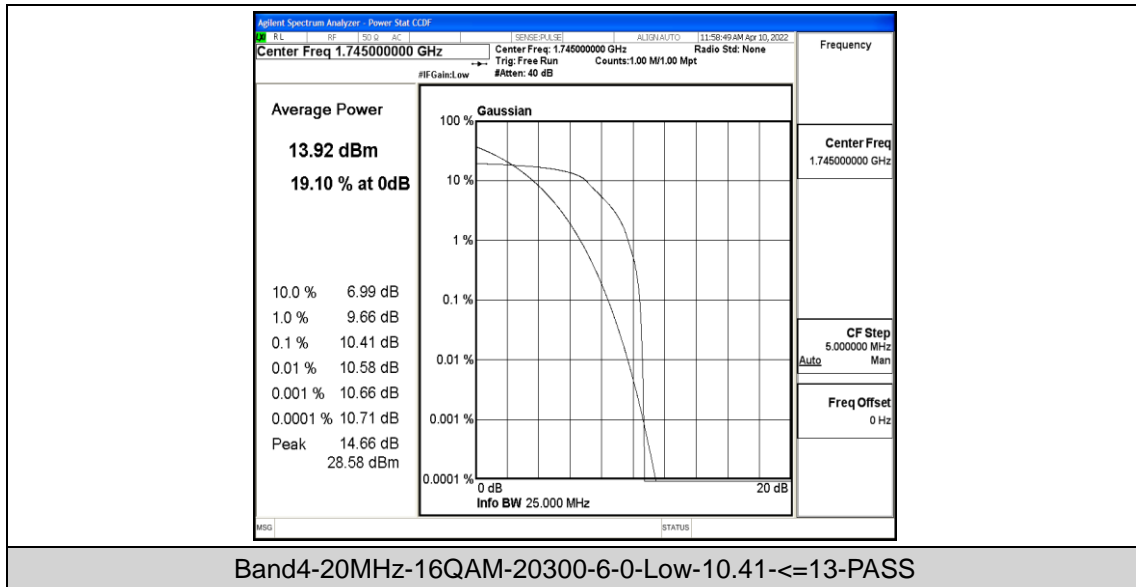 Agilent Spectrum Analyzer - Power Stat CCDF
RL RF 50 Ω AC SENSE:PULSE ALIGN AUTO 11:58:49 AM Apr 10, 2022
Center Freq 1.745000000 GHz
Center Freq: 1.745000000 GHz Radio Std: None
Trig: Free Run Counts:1.00 M/1.00 Mpt
#IFGain:Low #Atten: 40 dB
Frequency
Average Power
13.92 dBm
19.10 % at 0dB
10.0 % 6.99 dB
1.0 % 9.66 dB
0.1 % 10.41 dB
0.01 % 10.58 dB
0.001 % 10.66 dB
0.0001 % 10.71 dB
Peak 14.66 dB
28.58 dBm
Gaussian
100 %
10 %
1 %
0.1 %
0.01 %
0.001 %
0.0001 %
0 dB 20 dB
Info BW 25.000 MHz
Center Freq
1.745000000 GHz
CF Step
5.000000 MHz
Auto Man
Freq Offset
0 Hz
MSG STATUS
Band4-20MHz-16QAM-20300-6-0-Low-10.41-<=13-PASS